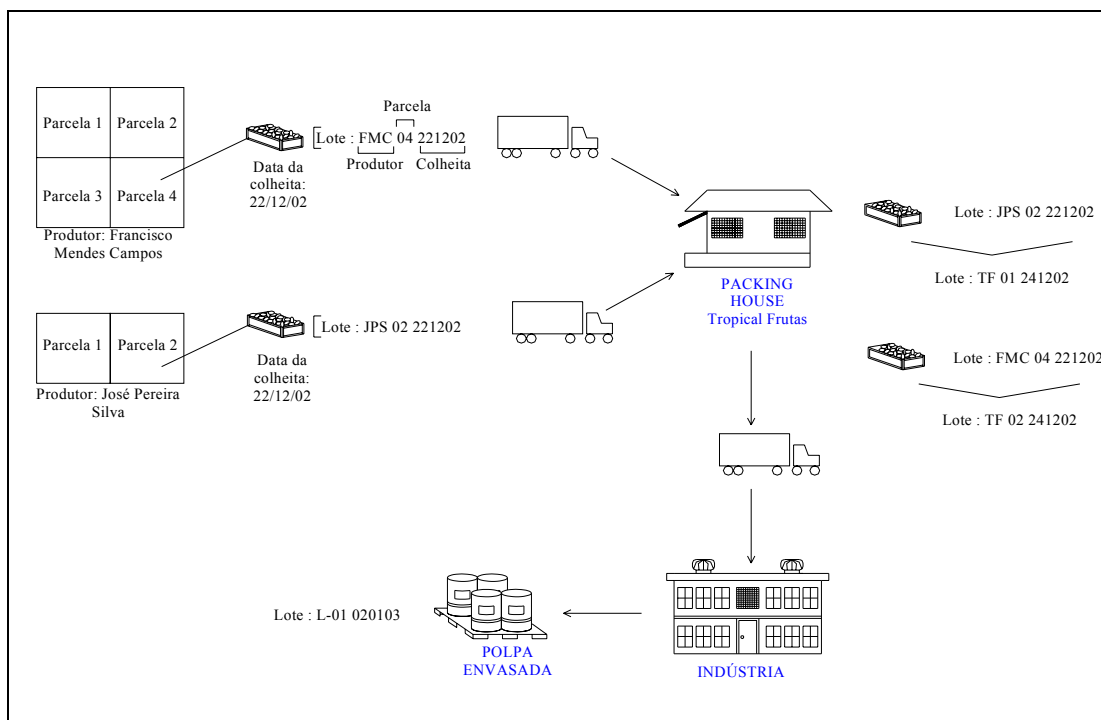 Parcela 1
Parcela 2
Parcela 3
Parcela 4
Produtor: Francisco
Mendes Campos
Data da
colheita:
22/12/02
Parcela
Lote : FMC 04 221202
Produtor
Colheita
Parcela 1
Parcela 2
Produtor: José Pereira
Silva
Data da
colheita:
22/12/02
Lote : JPS 02 221202
PACKING
HOUSE
Tropical Frutas
Lote : JPS 02 221202
Lote : TF 01 241202
Lote : FMC 04 221202
Lote : TF 02 241202
Lote : L-01 020103
POLPA
ENVASADA
INDÚSTRIA